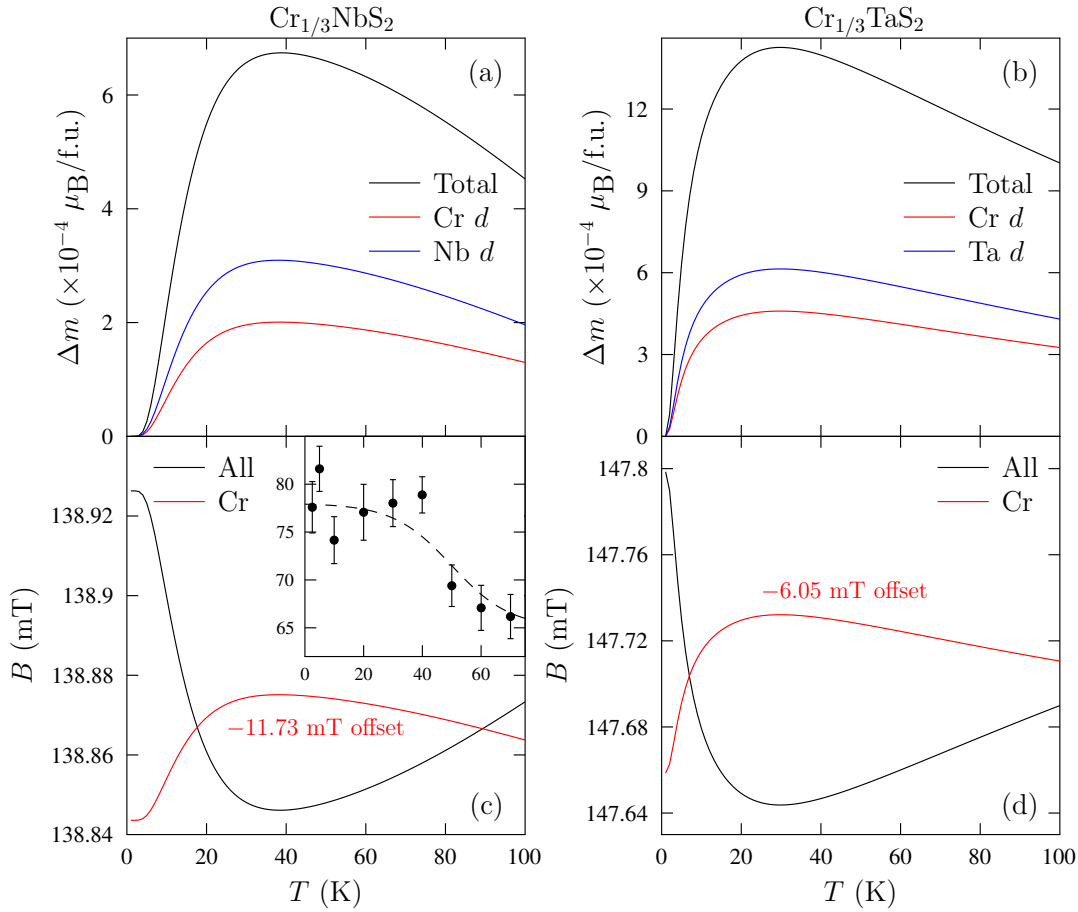 Cr1/3NbS2
Cr1/3TaS2
(a)
Δm (×10−4 μB/f.u.)
6
4
2
0
Total
Cr d
Nb d
(b)
Δm (×10−4 μB/f.u.)
12
9
6
3
0
Total
Cr d
Ta d
(c)
B (mT)
138.92
138.9
138.88
138.86
138.84
All
Cr
80
75
70
65
0 20 40 60
−11.73 mT offset
0 20 40 60 80 100
T (K)
(d)
B (mT)
147.8
147.76
147.72
147.68
147.64
All
Cr
−6.05 mT offset
0 20 40 60 80 100
T (K)